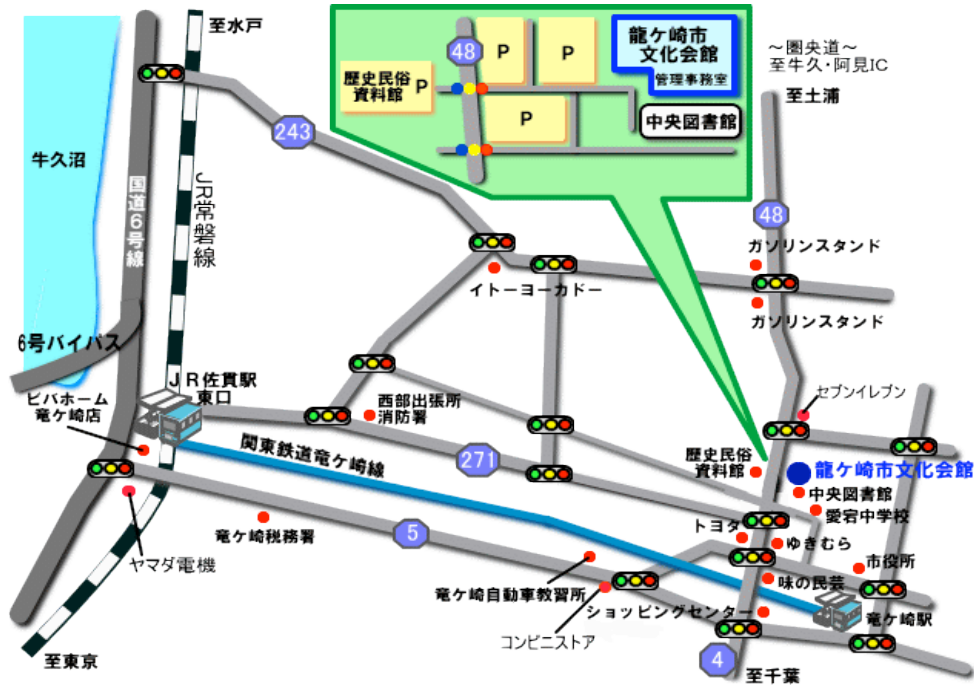 至水戸
48
P
P
龍ケ崎市
文化会館
管理事務室
歴史民俗
資料館
P
P
中央図書館
～圏央道～
至牛久・阿見IC
至土浦
243
牛久沼
国道６号線
JR常磐線
48
ガソリンスタンド
イトーヨーカドー
ガソリンスタンド
6号バイパス
ＪＲ佐貫駅
東口
ビバホーム
竜ケ崎店
西部出張所
消防署
セブンイレブン
関東鉄道竜ケ崎線
271
歴史民俗
資料館
龍ケ崎市文化会館
中央図書館
愛宕中学校
トヨタ
ゆきむら
竜ケ崎税務署
5
市役所
ヤマダ電機
味の民芸
竜ケ崎自動車教習所
ショッピングセンター
竜ケ崎駅
コンビニストア
4
至東京
至千葉